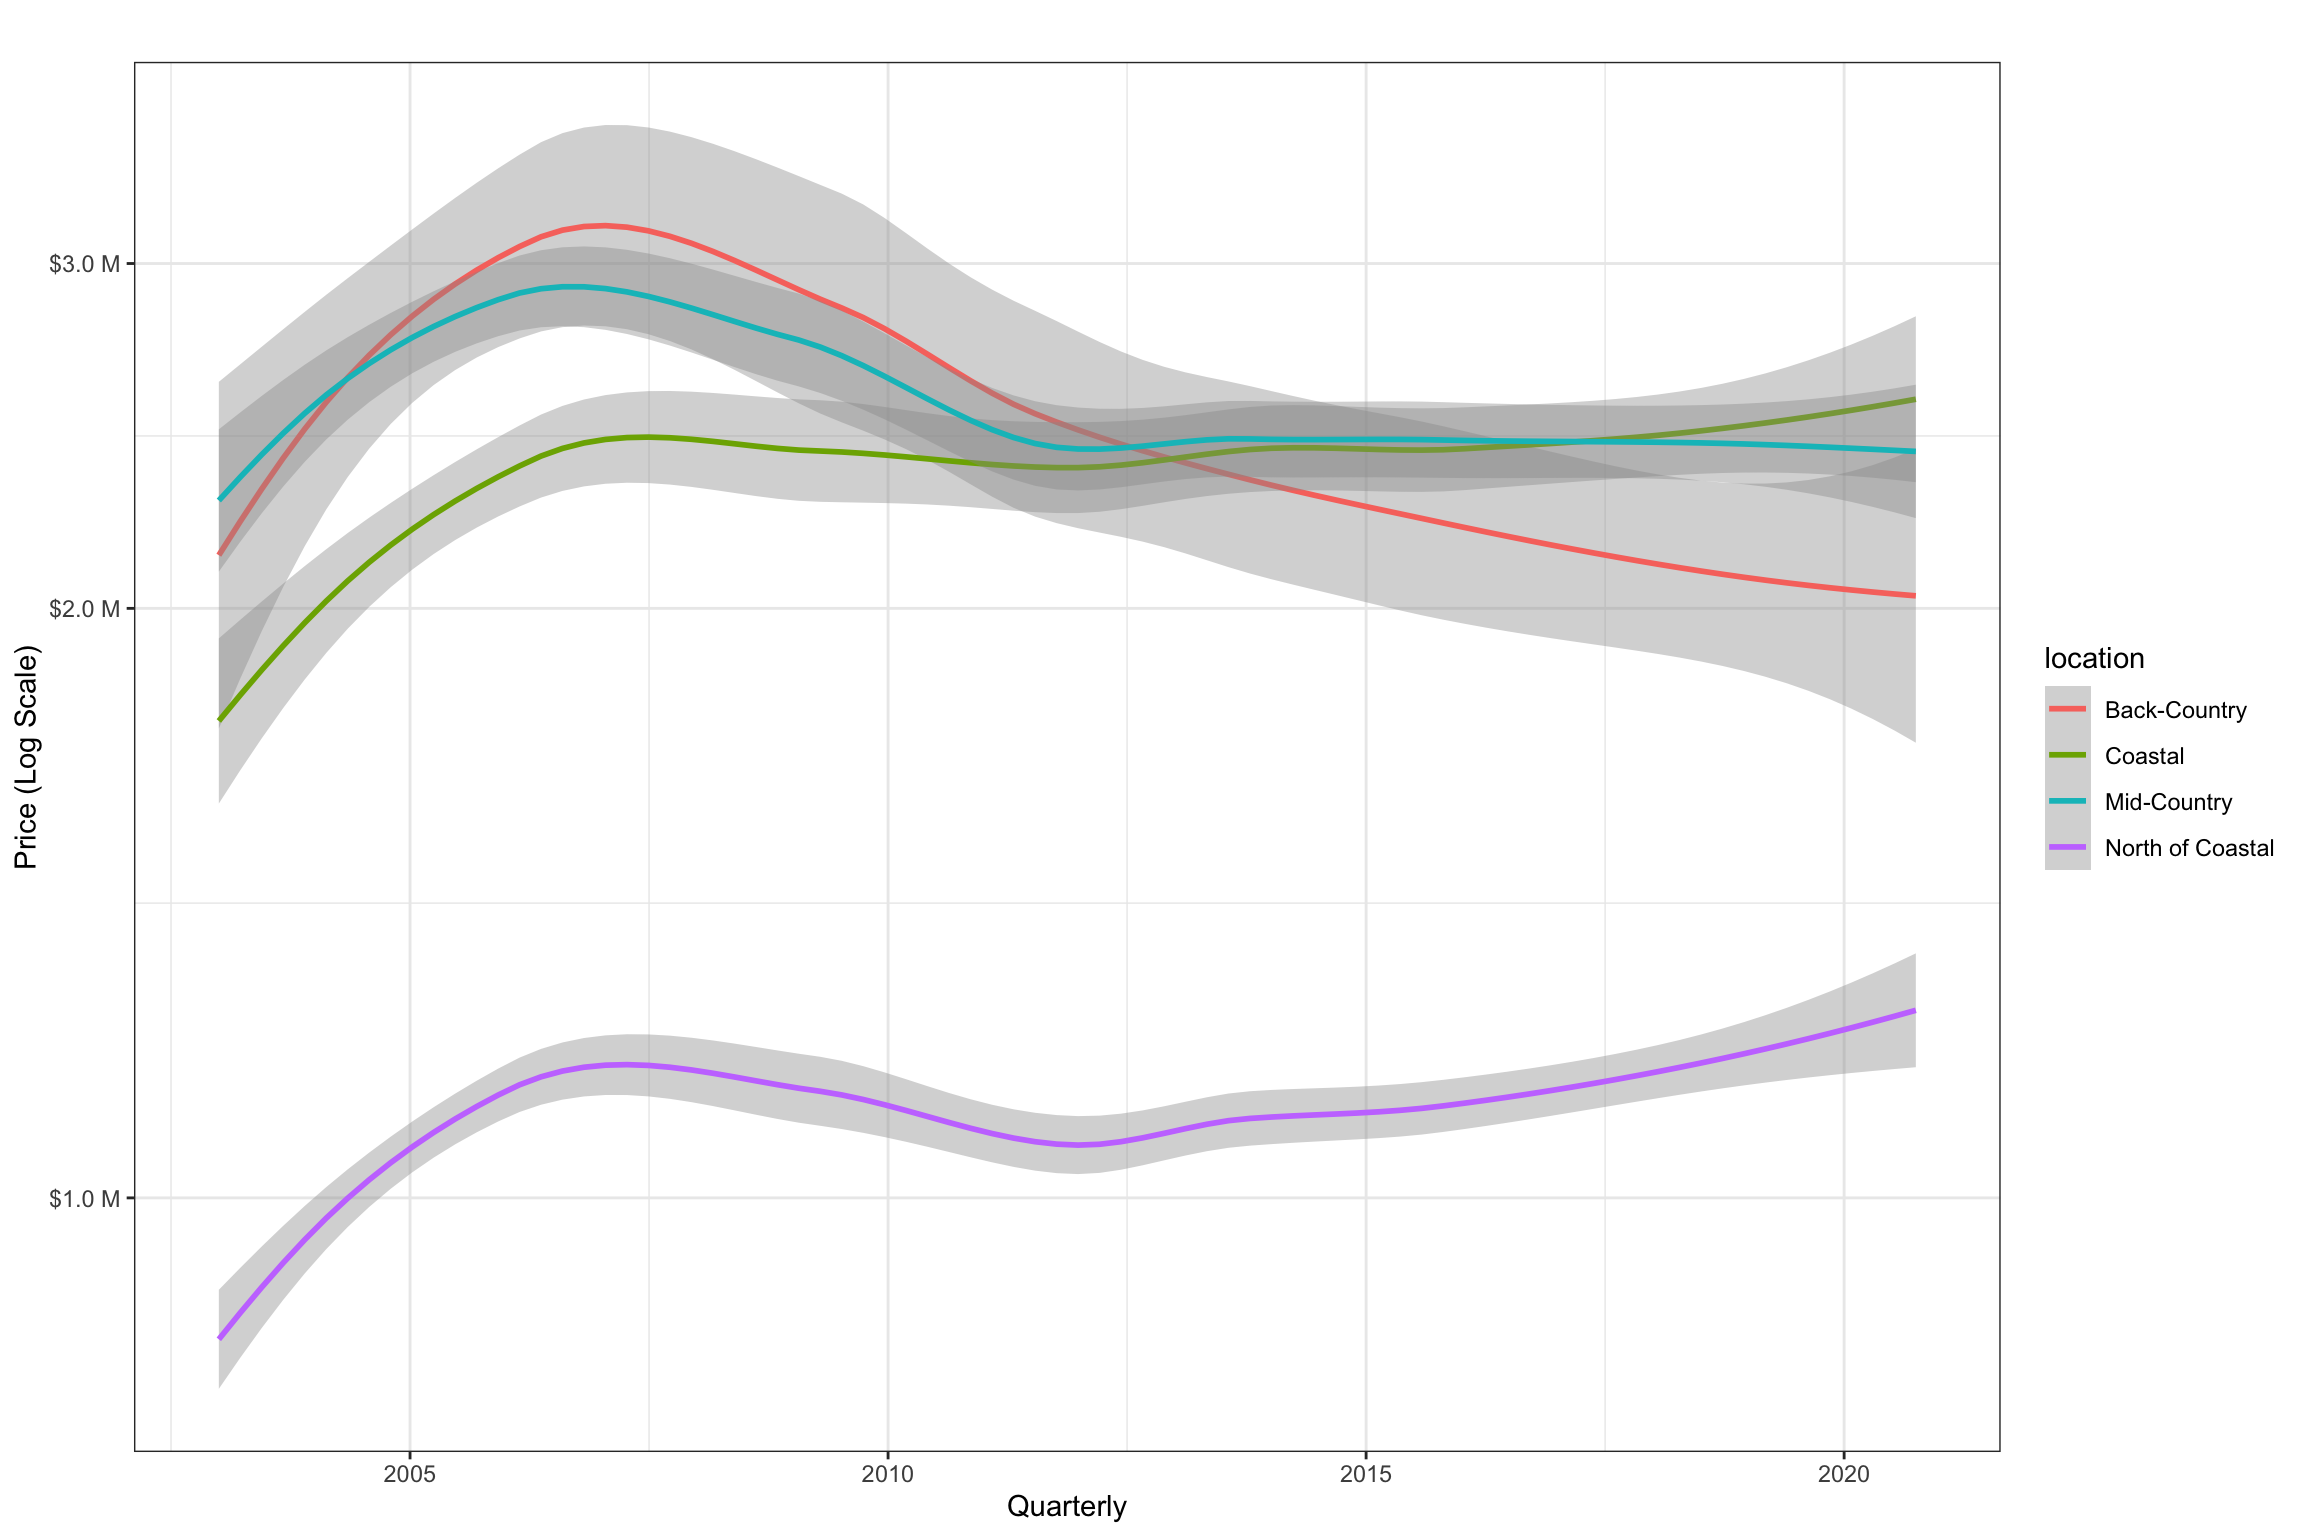 $3.0 M
$2.0 M
$1.0 M
Price (Log Scale)
2005
2010
2015
2020
Quarterly
location
Back-Country
Coastal
Mid-Country
North of Coastal